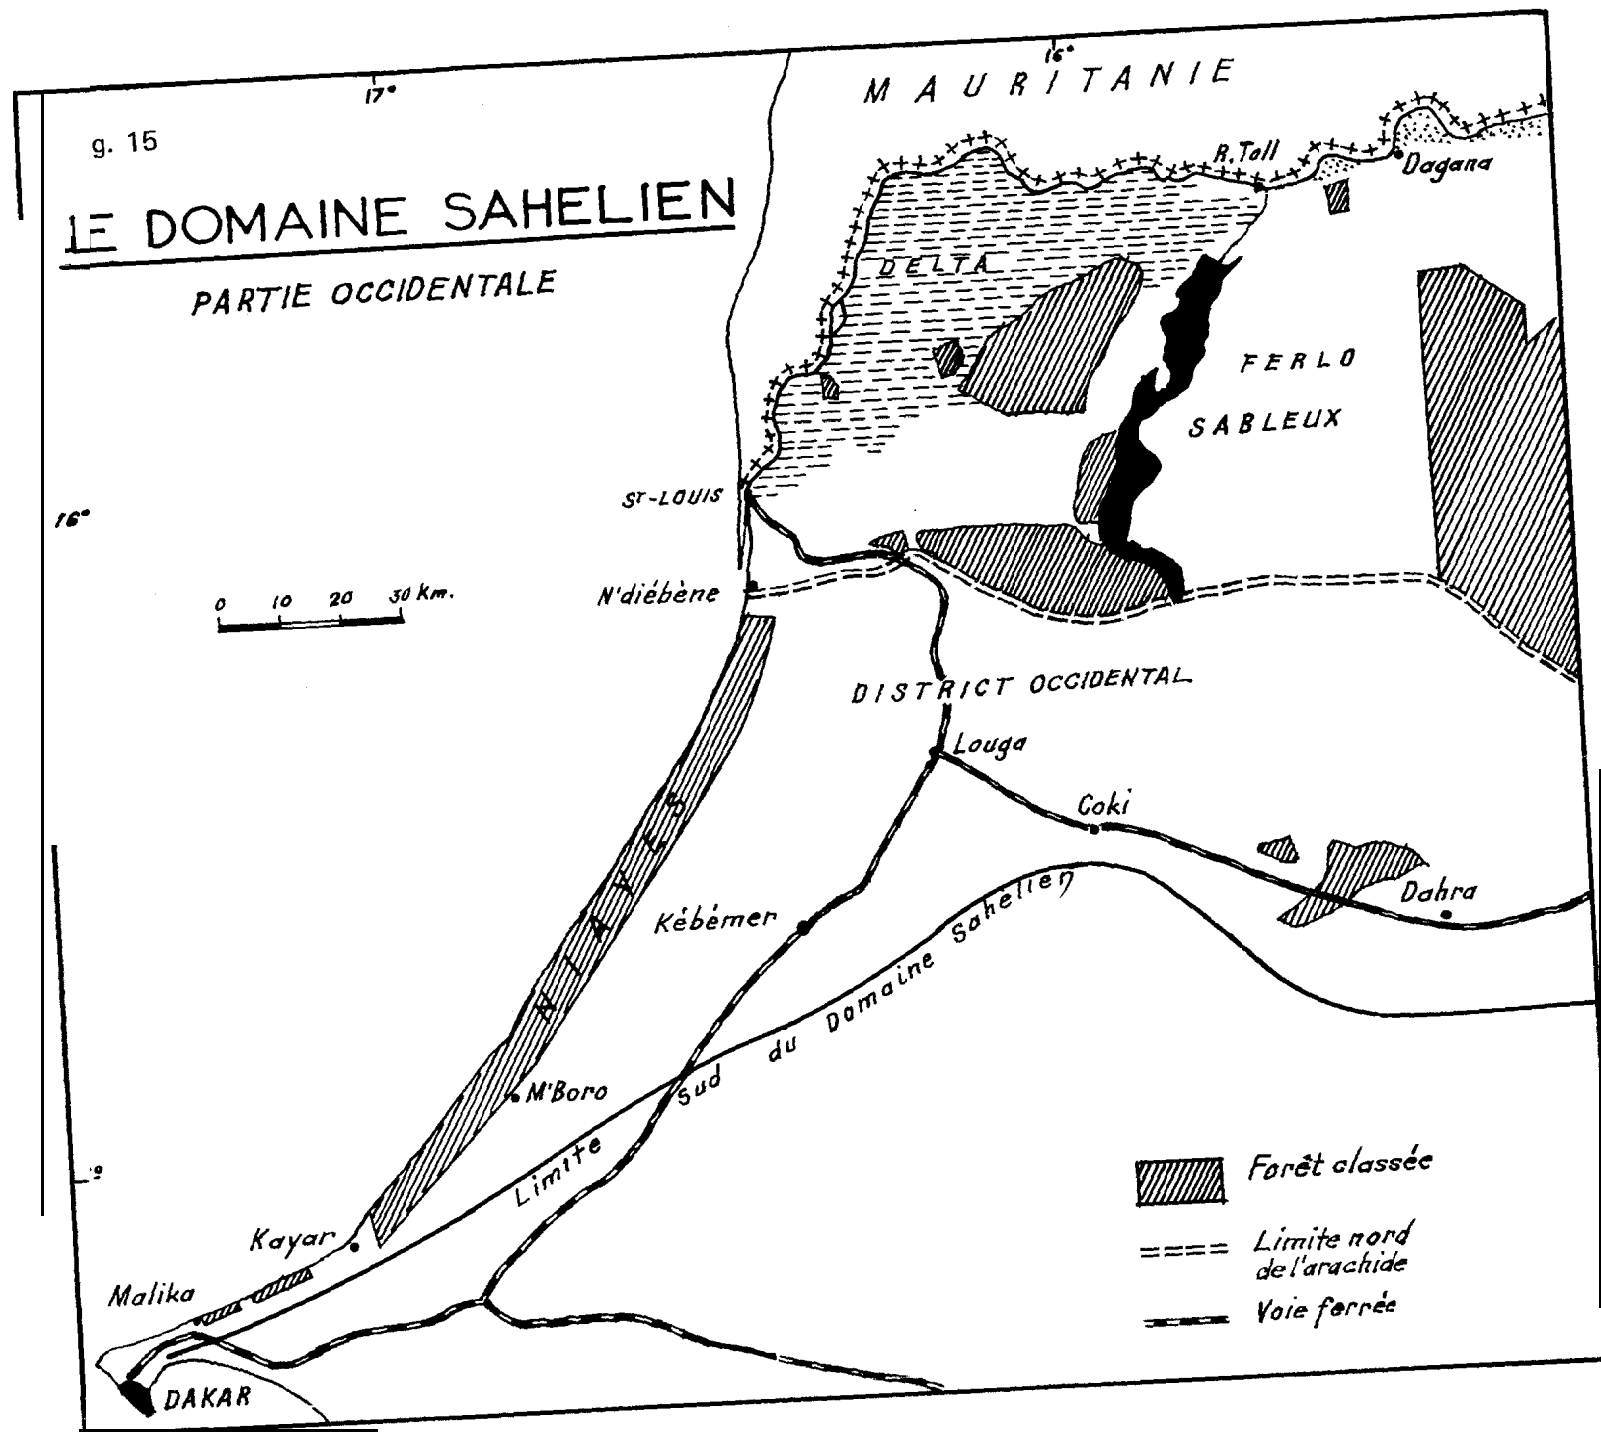 17°
16°
MAURITANIE
g. 15
LE DOMAINE SAHELIEN
PARTIE OCCIDENTALE
R.Toll
Dagana
DELTA
FERLO
SABLEUX
ST-LOUIS
16°
0 10 20 30 Km.
N'diébène
DISTRICT OCCIDENTAL
Louga
Coki
Dahra
NIAYES
Kébémer
Limite Sud du Domaine Sahélien
M'Boro
Kayar
Malika
DAKAR
Forêt classée
Limite nord
de l'arachide
Voie ferrée